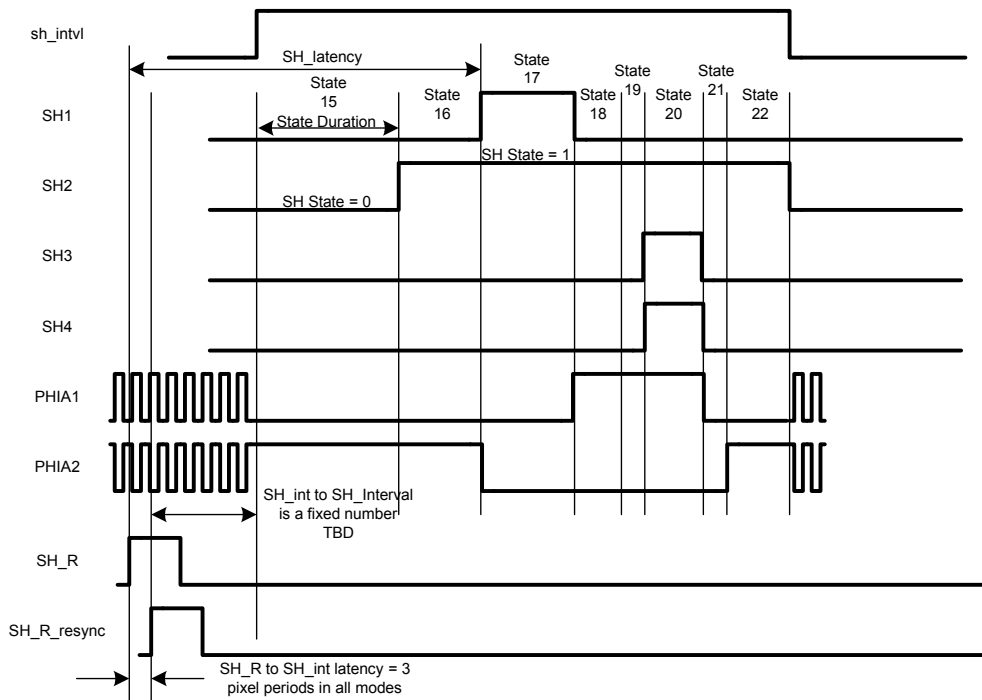 sh_intvl
SH_latency
State
15
State Duration
State
16
State
17
State
18
State
19
State
20
State
21
State
22
SH1
SH State = 1
SH2
SH State = 0
SH3
SH4
PHIA1
PHIA2
SH_int to SH_Interval
is a fixed number
TBD
SH_R
SH_R_resync
SH_R to SH_int latency = 3
pixel periods in all modes